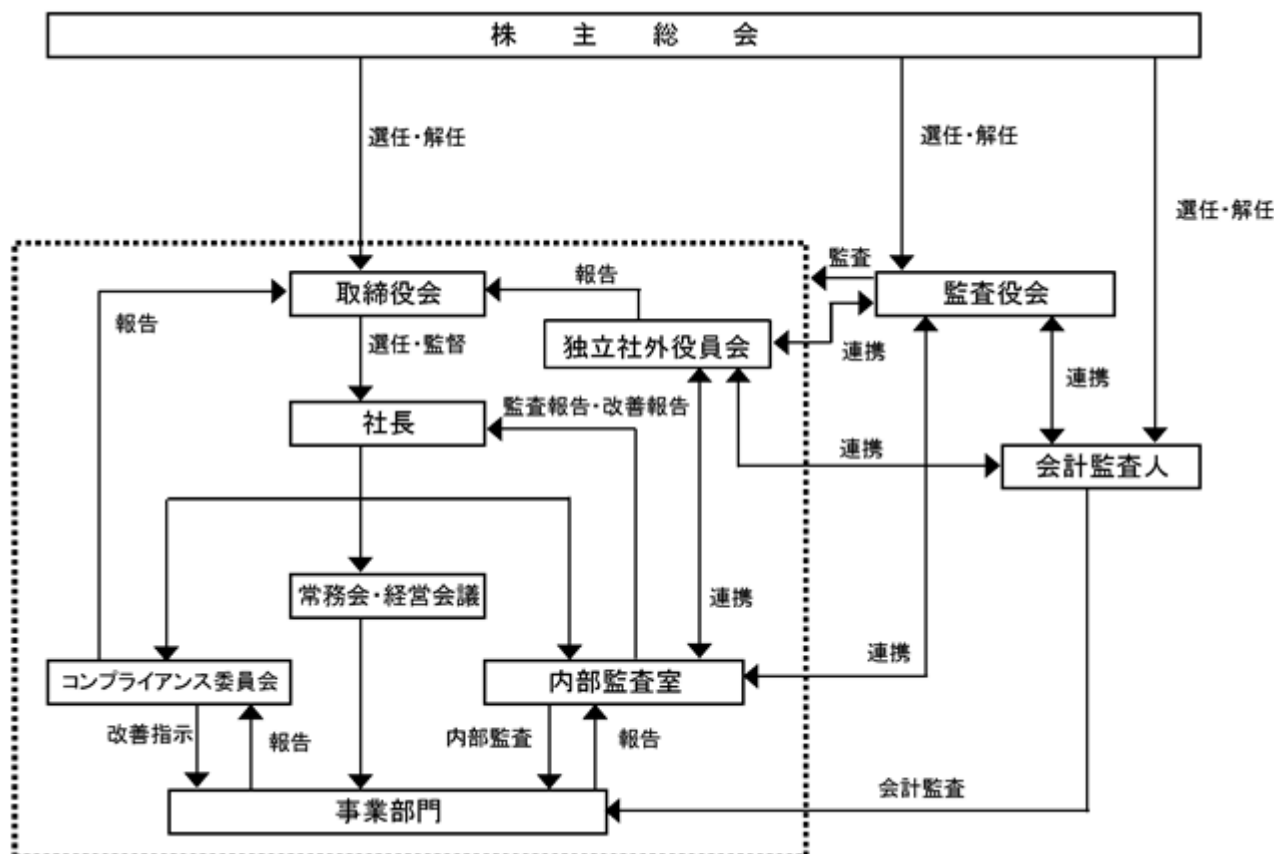 株主総会
選任・解任
選任・解任
選任・解任
監査
取締役会
報告
監査役会
報告
選任・監督
独立社外役員会
連携
連携
社長
監査報告・改善報告
連携
会計監査人
常務会・経営会議
連携
連携
コンプライアンス委員会
内部監査室
改善指示
報告
内部監査
報告
会計監査
事業部門